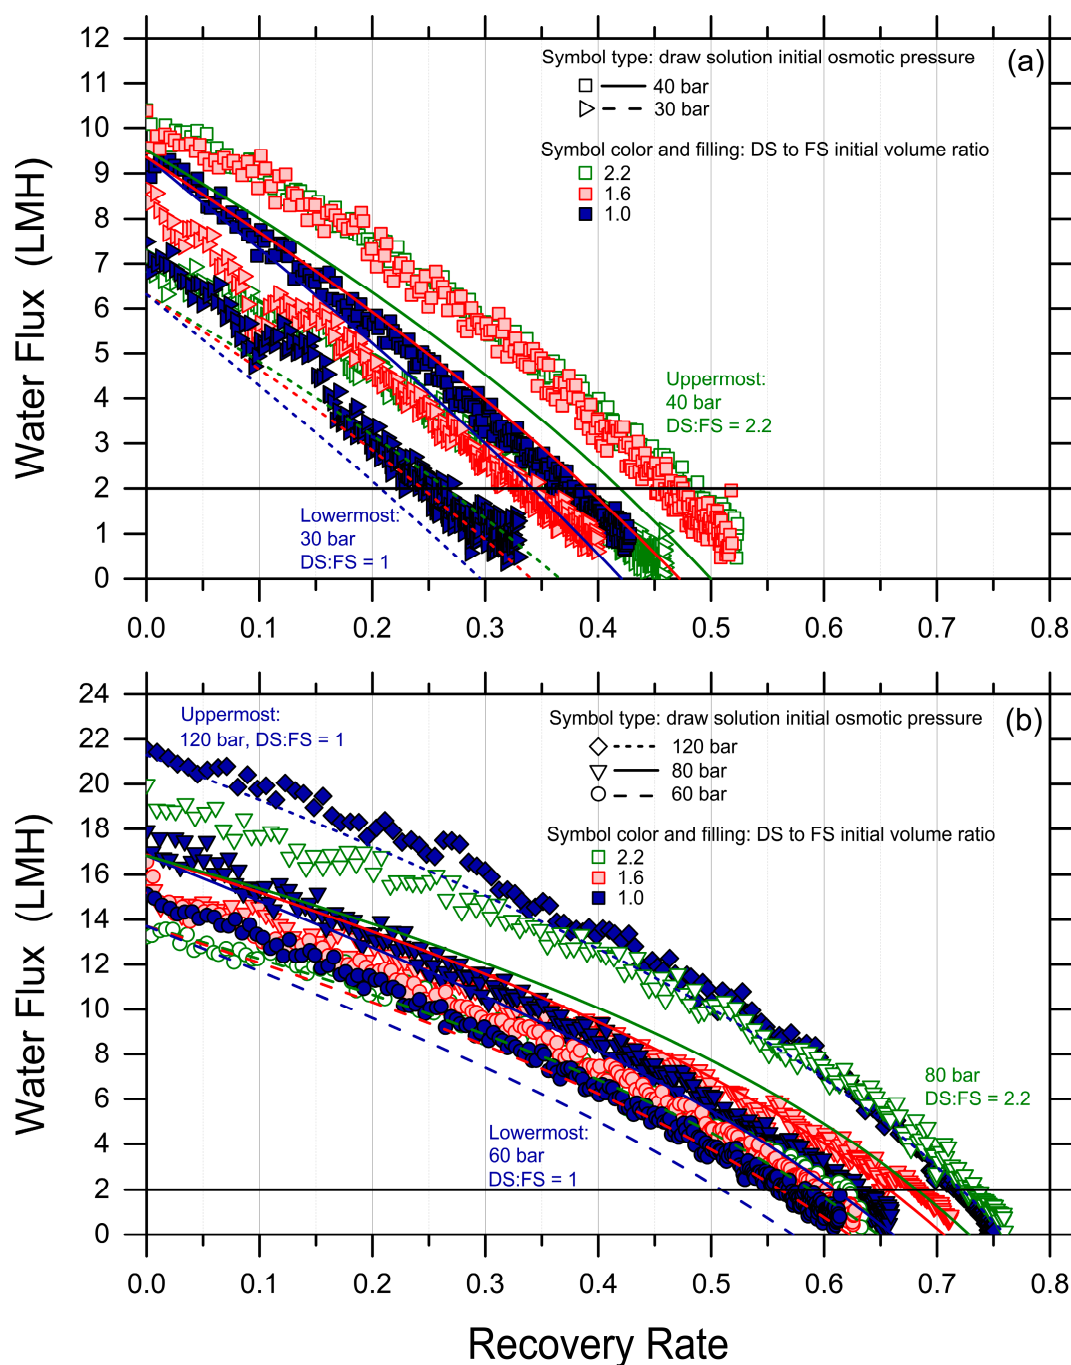 12
11
10
9
8
7
6
5
4
3
2
1
0
Water Flux (LMH)
(a)
Symbol type: draw solution initial osmotic pressure
40 bar
30 bar
Symbol color and filling: DS to FS initial volume ratio
2.2
1.6
1.0
Uppermost:
40 bar
DS:FS = 2.2
Lowermost:
30 bar
DS:FS = 1
0.0 0.1 0.2 0.3 0.4 0.5 0.6 0.7 0.8
24
22
20
18
16
14
12
10
8
6
4
2
0
Water Flux (LMH)
(b)
Uppermost:
120 bar, DS:FS = 1
Symbol type: draw solution initial osmotic pressure
120 bar
80 bar
60 bar
Symbol color and filling: DS to FS initial volume ratio
2.2
1.6
1.0
80 bar
DS:FS = 2.2
Lowermost:
60 bar
DS:FS = 1
0.0 0.1 0.2 0.3 0.4 0.5 0.6 0.7 0.8
Recovery Rate